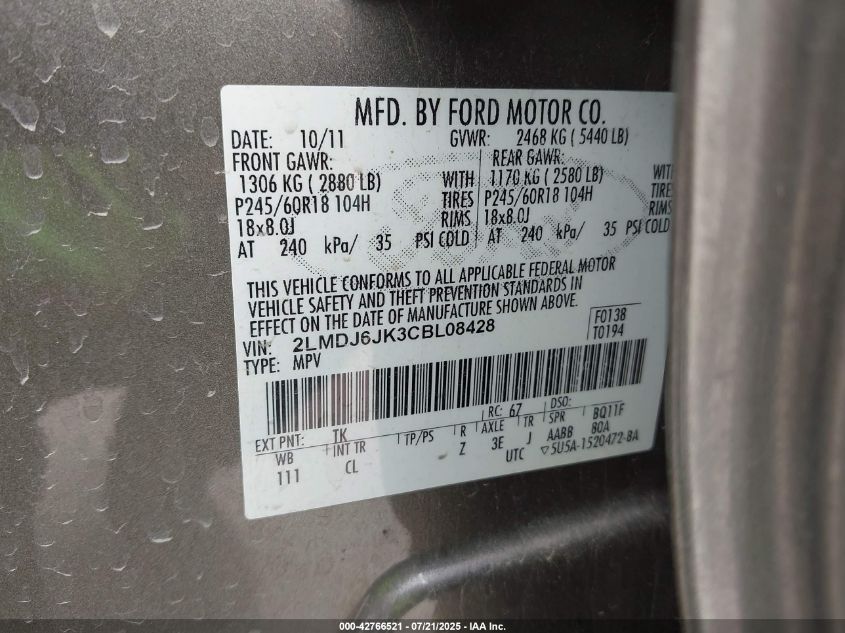 MFD. BY FORD MOTOR CO.
DATE: 10/11 GVWR: 2468 KG ( 5440 LB)
FRONT GAWR: REAR GAWR:
1306 KG ( 2880 LB) WITH 1170 KG ( 2580 LB) WITH
P245/60R18 104H TIRES P245/60R18 104H TIRES
18x8.0J RIMS 18x8.0J RIMS
AT 240 kPa/ 35 PSI COLD AT 240 kPa/ 35 PSI COLD
THIS VEHICLE CONFORMS TO ALL APPLICABLE FEDERAL MOTOR
VEHICLE SAFETY AND THEFT PREVENTION STANDARDS IN
EFFECT ON THE DATE OF MANUFACTURE SHOWN ABOVE.
VIN: 2LMDJ6JK3CBL08428 F0138
TYPE: MPV T0194
EXT PNT: TK RC: 67 DSO:
WB INT TR TP/PS R AXLE TR SPR BQ11F
111 CL Z 3E J AABB 80A
UTC ▽5U5A-1520472-BA
000-42766521 | 07/21/2025 - IAA Inc.